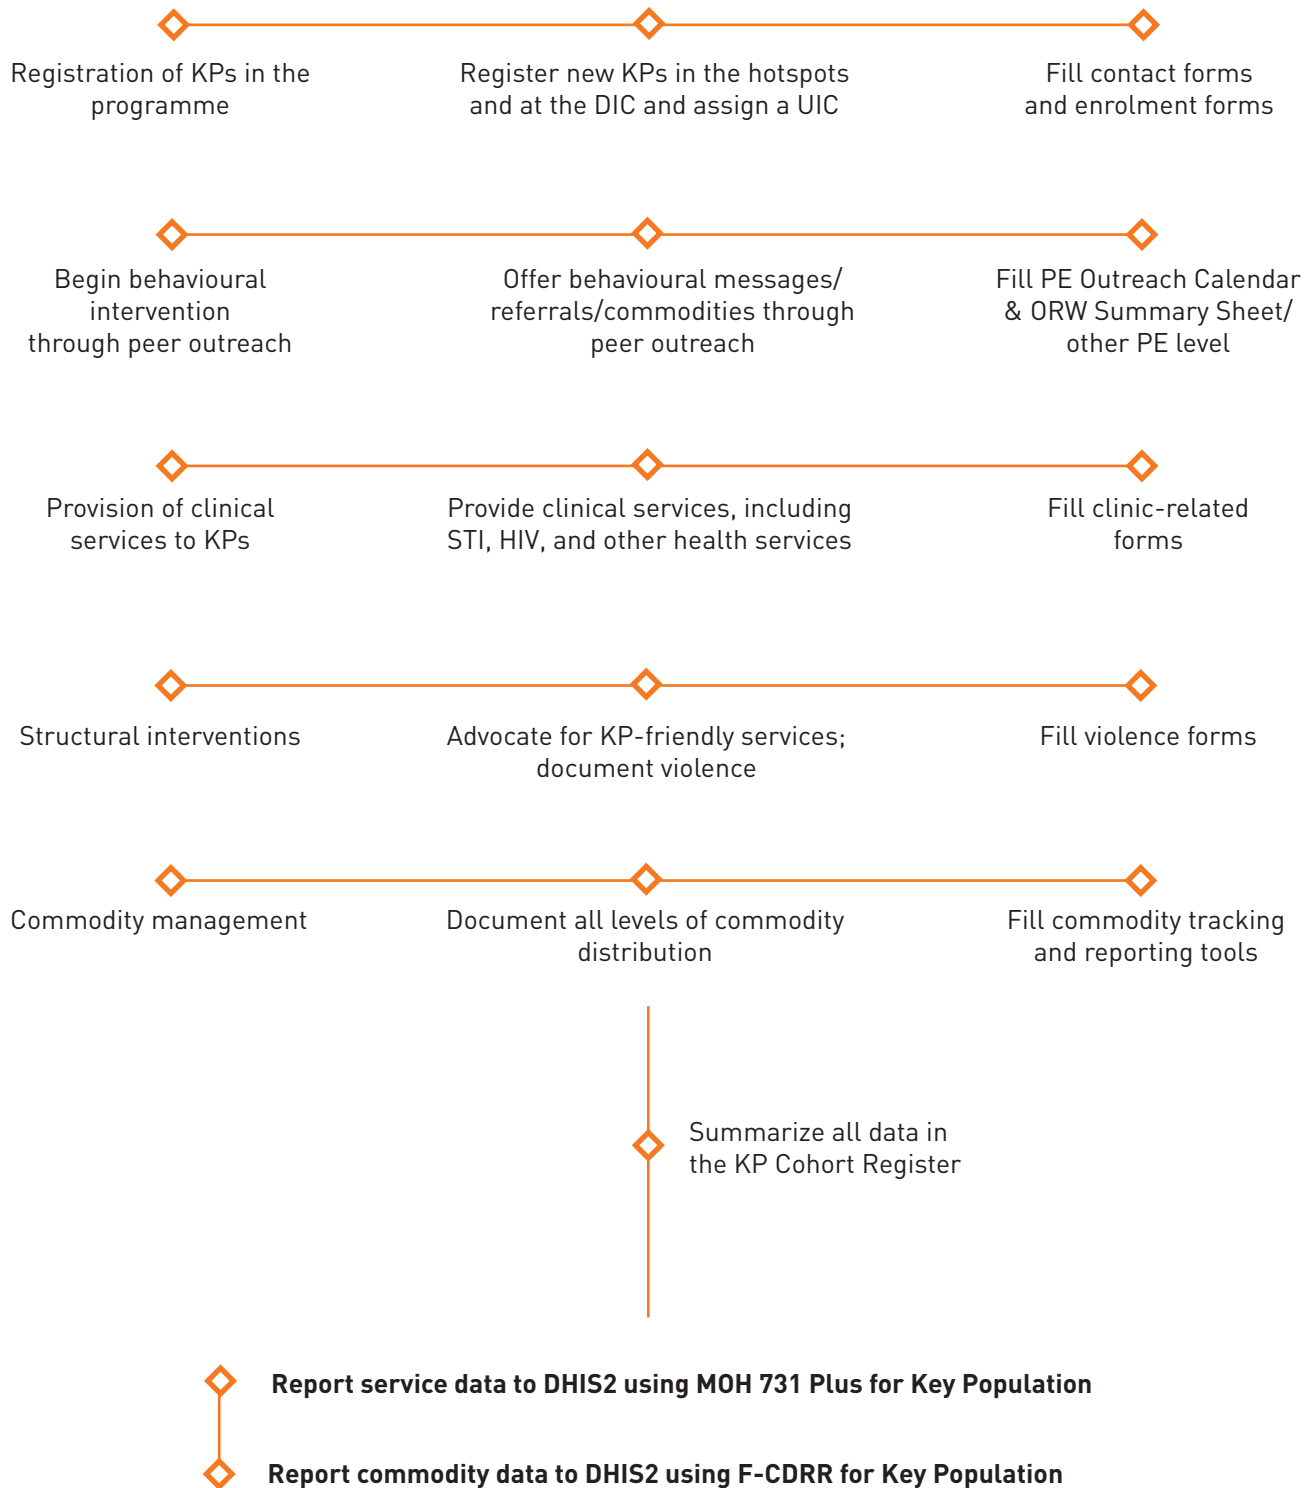 Registration of KPs in the
programme
Register new KPs in the hotspots
and at the DIC and assign a UIC
Fill contact forms
and enrolment forms
Begin behavioural
intervention
through peer outreach
Offer behavioural messages/
referrals/commodities through
peer outreach
Fill PE Outreach Calendar
& ORW Summary Sheet/
other PE level
Provision of clinical
services to KPs
Provide clinical services, including
STI, HIV, and other health services
Fill clinic-related
forms
Structural interventions
Advocate for KP-friendly services;
document violence
Fill violence forms
Commodity management
Document all levels of commodity
distribution
Fill commodity tracking
and reporting tools
Summarize all data in
the KP Cohort Register
Report service data to DHIS2 using MOH 731 Plus for Key Population
Report commodity data to DHIS2 using F-CDRR for Key Population